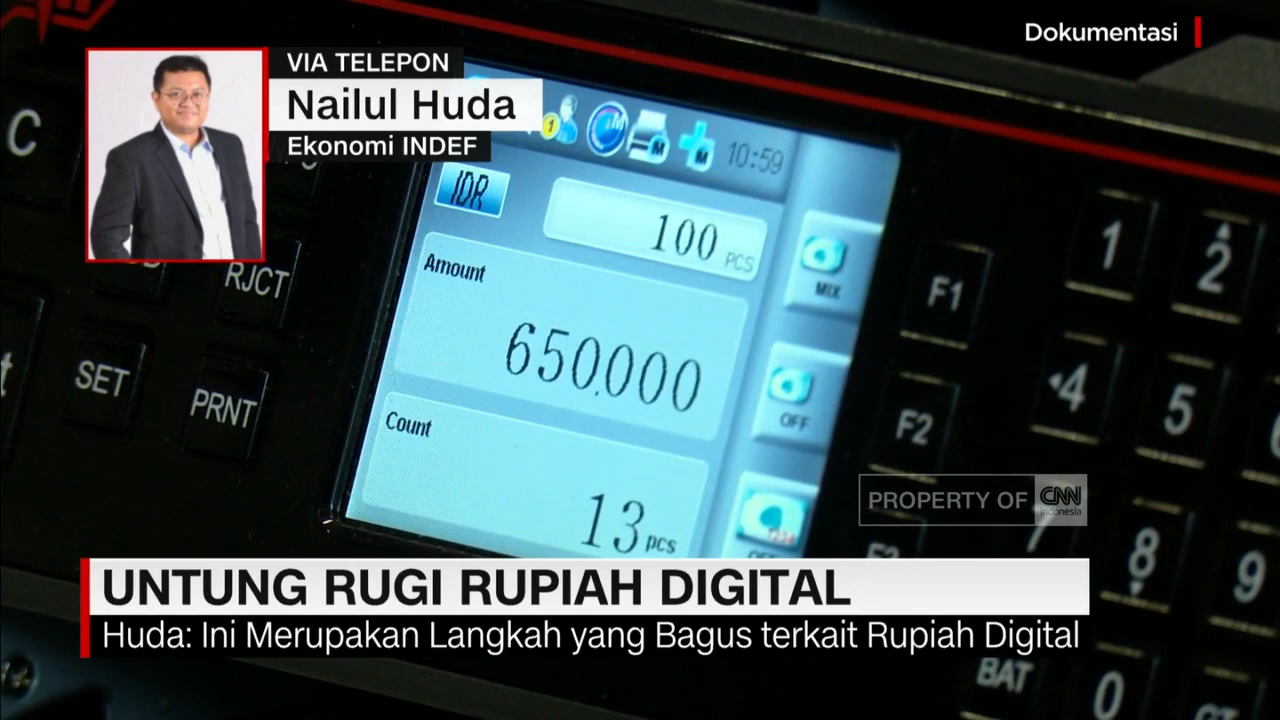 Dokumentasi
VIA TELEPON
Nailul Huda
Ekonomi INDEF
C
RJCT
SET
PRNT
1
M
M
M
10:59
IDR
100 PCS
MIX
Amount
650,000
OFF
Count
13 pcs
F1
F2
1
2
4
5
7
8
9
BAT
0
PROPERTY OF CNN Indonesia
UNTUNG RUGI RUPIAH DIGITAL
Huda: Ini Merupakan Langkah yang Bagus terkait Rupiah Digital